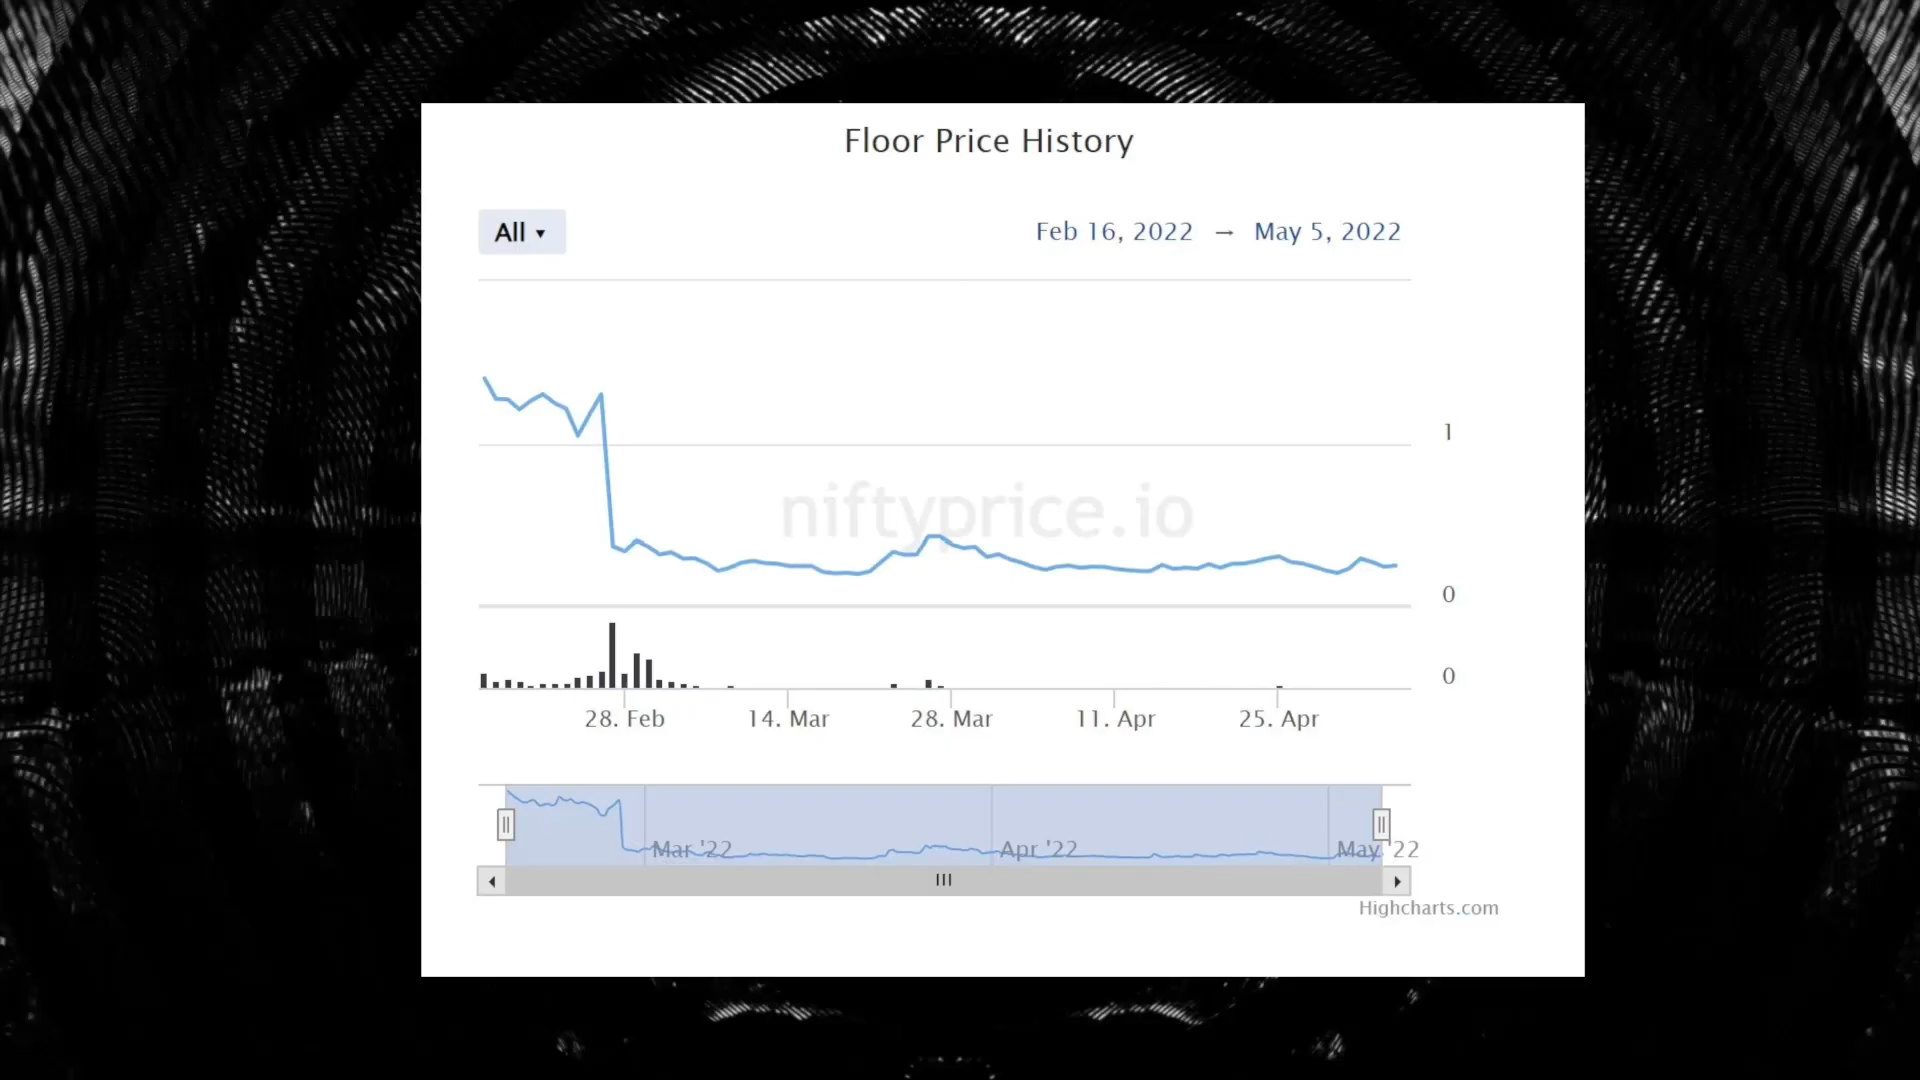 Floor Price History
All ▾
Feb 16, 2022 → May 5, 2022
1
niftyprice.io
0
0
28. Feb 14. Mar 28. Mar 11. Apr 25. Apr
Mar '22 Apr '22 May '22
Highcharts.com